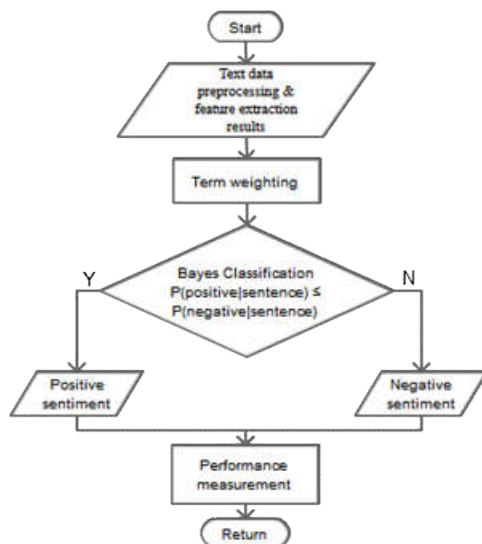 Start
Text data
preprocessing &
feature extraction
results
Term weighting
Y
N
Bayes Classification
P(positive|sentence) ≤
P(negative|sentence)
Positive
sentiment
Negative
sentiment
Performance
measurement
Return